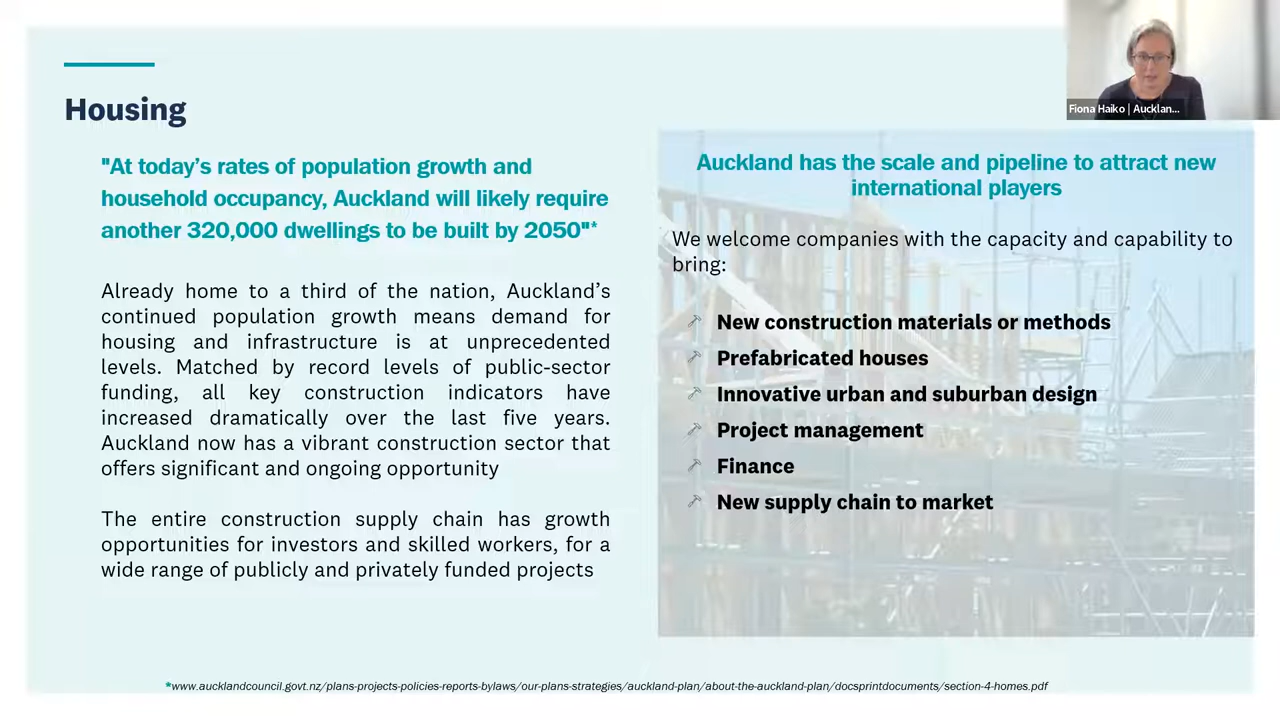 Fiona Haiko | Aucklan...
Housing
"At today’s rates of population growth and
household occupancy, Auckland will likely require
another 320,000 dwellings to be built by 2050"*
Already home to a third of the nation, Auckland’s
continued population growth means demand for
housing and infrastructure is at unprecedented
levels. Matched by record levels of public-sector
funding, all key construction indicators have
increased dramatically over the last five years.
Auckland now has a vibrant construction sector that
offers significant and ongoing opportunity
The entire construction supply chain has growth
opportunities for investors and skilled workers, for a
wide range of publicly and privately funded projects
Auckland has the scale and pipeline to attract new
international players
We welcome companies with the capacity and capability to
bring:
New construction materials or methods
Prefabricated houses
Innovative urban and suburban design
Project management
Finance
New supply chain to market
*www.aucklandcouncil.govt.nz/plans-projects-policies-reports-bylaws/our-plans-strategies/auckland-plan/about-the-auckland-plan/docsprintdocuments/section-4-homes.pdf